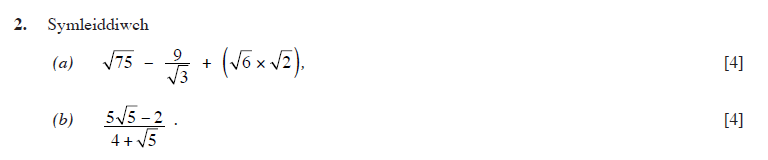 2. Symleiddiwch
(a) √75 − 9/√3 + (√6 × √2), [4]
(b) (5√5 − 2)/(4 + √5) . [4]